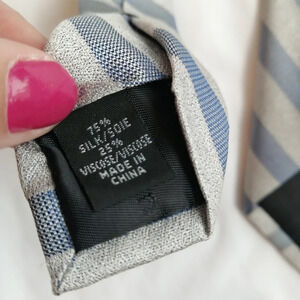 75%
SILK/SOIE
25%
VISCOSE/VISCOSE
MADE IN
CHINA